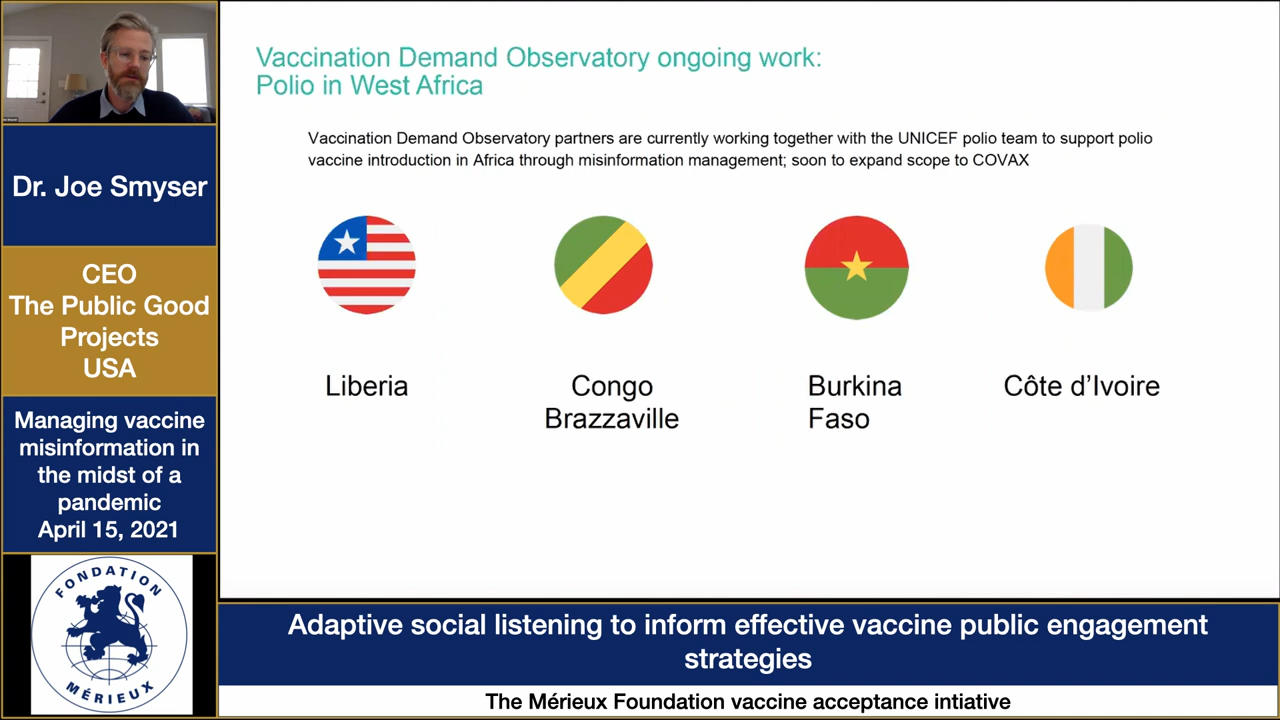 Dr. Joe Smyser
CEO
The Public Good
Projects
USA
Managing vaccine
misinformation in
the midst of a
pandemic
April 15, 2021
FONDATION
MÉRIEUX
Vaccination Demand Observatory ongoing work:
Polio in West Africa
Vaccination Demand Observatory partners are currently working together with the UNICEF polio team to support polio
vaccine introduction in Africa through misinformation management; soon to expand scope to COVAX
Liberia
Congo
Brazzaville
Burkina
Faso
Côte d’Ivoire
Adaptive social listening to inform effective vaccine public engagement
strategies
The Mérieux Foundation vaccine acceptance intiative